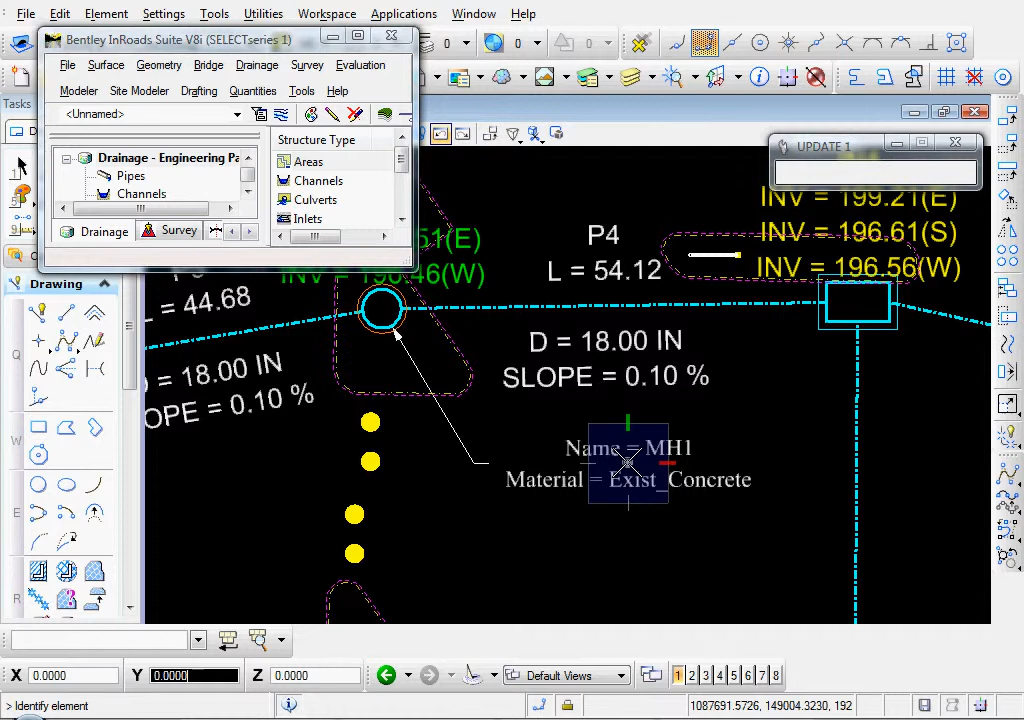 File Edit Element Settings Tools Utilities Workspace Applications Window Help
Bentley InRoads Suite V8i (SELECTseries 1)
File Surface Geometry Bridge Drainage Survey Evaluation
Modeler Site Modeler Drafting Quantities Tools Help
<Unnamed>
Drainage - Engineering Pa
Pipes
Channels
Structure Type
Areas
Channels
Culverts
Inlets
Drainage Survey
0 0 0
Tasks
UPDATE 1
Drawing
Q
W
E
R
INV = 199.21(E)
INV = 196.61(S)
INV = 196.56(W)
51(E)
(W)
P4
L = 54.12
= 44.68
D = 18.00 IN
SLOPE = 0.10 %
= 18.00 IN
OPE = 0.10 %
Name = MH1
Material = Exist_Concrete
X 0.0000 Y 0.0000 Z 0.0000
Default Views
1 2 3 4 5 6 7 8
> Identify element
1087691.5726, 149004.3230, 192